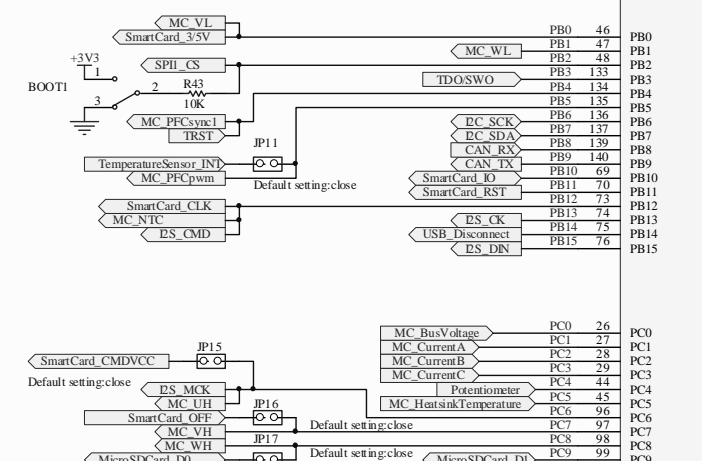 MC_VL PB0 46 PB0
SmartCard_3/5V PB1 47 PB1
MC_WL PB2 48 PB2
+3V3 SPI1_CS PB3 133 PB3
1 TDO/SWO PB4 134 PB4
BOOT1 2 R43 PB5 135 PB5
3 10K
MC_PFCsync1 I2C_SCK PB6 136 PB6
TRST I2C_SDA PB7 137 PB7
JP11 CAN_RX PB8 139 PB8
TemperatureSensor_INT CAN_TX PB9 140 PB9
MC_PFCpwm SmartCard_IO PB10 69 PB10
Default setting:close SmartCard_RST PB11 70 PB11
SmartCard_CLK PB12 73 PB12
MC_NTC I2S_CK PB13 74 PB13
I2S_CMD USB_Disconnect PB14 75 PB14
I2S_DIN PB15 76 PB15
MC_BusVoltage PC0 26 PC0
JP15 MC_CurrentA PC1 27 PC1
SmartCard_CMDVCC MC_CurrentB PC2 28 PC2
MC_CurrentC PC3 29 PC3
Default setting:close
I2S_MCK Potentiometer PC4 44 PC4
MC_UH JP16 MC_HeatsinkTemperature PC5 45 PC5
SmartCard_OFF PC6 96 PC6
MC_VH Default setting:close PC7 97 PC7
MC_WH JP17 PC8 98 PC8
MicroSDCard_D0 Default setting:close MicroSDCard_D1 PC9 99 PC9